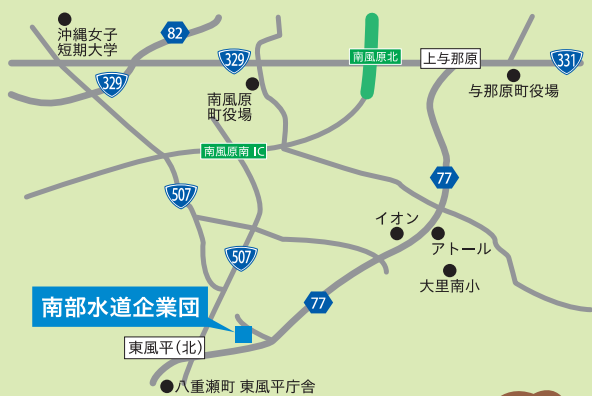 沖縄女子
短期大学
82
329
329
南風原北
上与那原
331
南風原
町役場
与那原町役場
南風原南 IC
77
507
イオン
アトール
507
大里南小
南部水道企業団
77
東風平(北)
八重瀬町 東風平庁舎